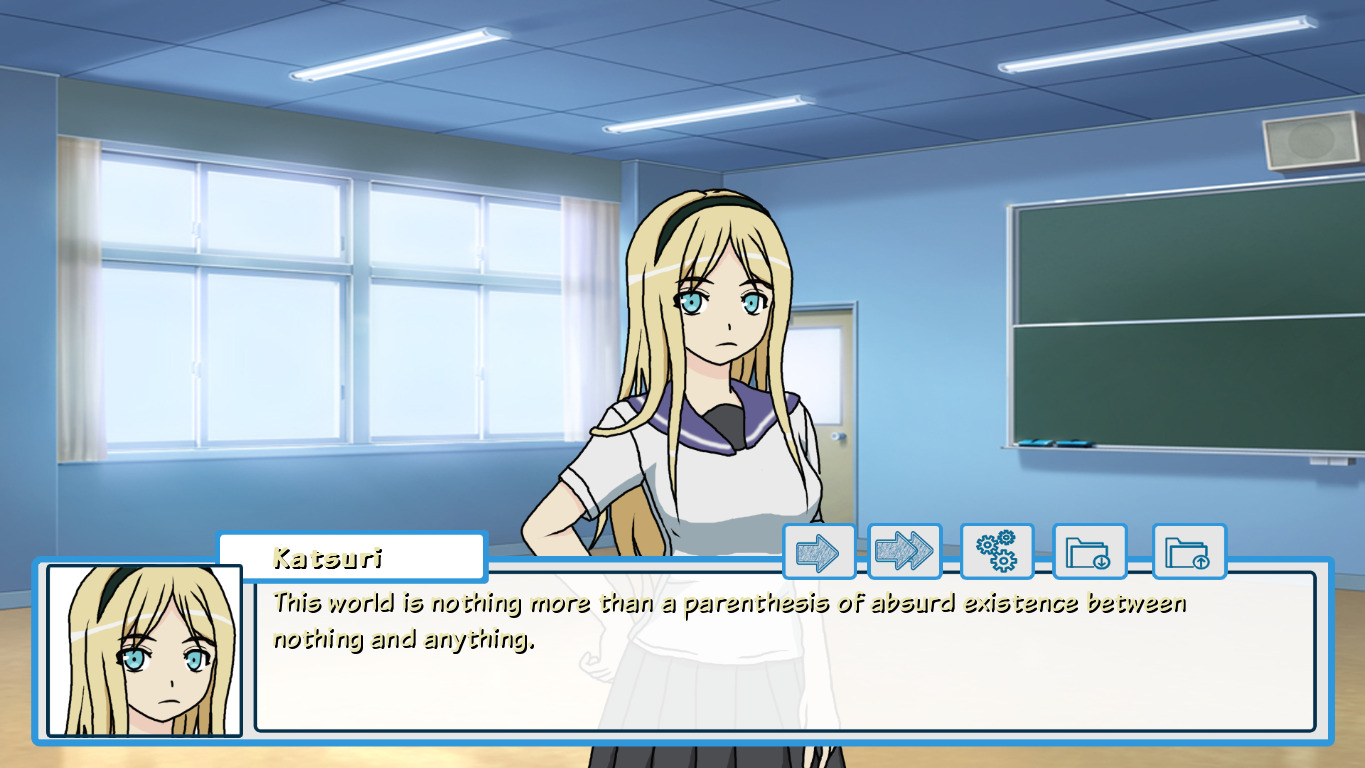 Katsuri
This world is nothing more than a parenthesis of absurd existence between
nothing and anything.